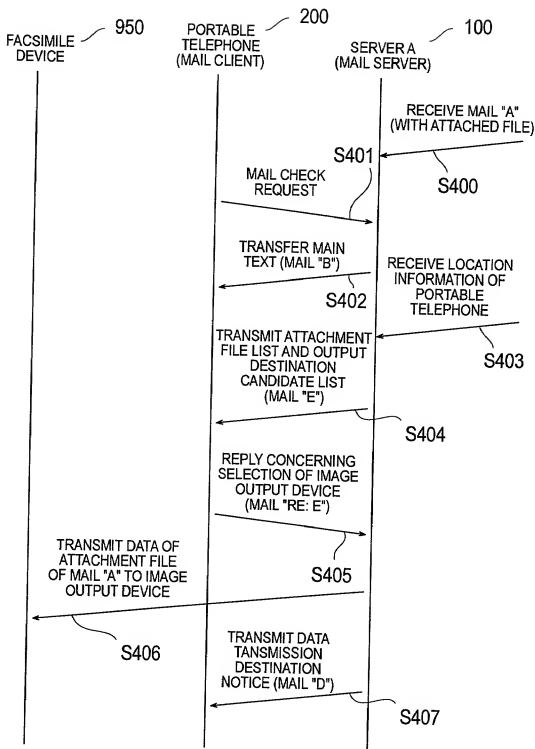 FACSIMILE
DEVICE
950
PORTABLE
TELEPHONE
(MAIL CLIENT)
200
SERVER A
(MAIL SERVER)
100
RECEIVE MAIL "A"
(WITH ATTACHED FILE)
S400
S401
MAIL CHECK
REQUEST
TRANSFER MAIN
TEXT (MAIL "B")
S402
RECEIVE LOCATION
INFORMATION OF
PORTABLE
TELEPHONE
S403
TRANSMIT ATTACHMENT
FILE LIST AND OUTPUT
DESTINATION
CANDIDATE LIST
(MAIL "E")
S404
REPLY CONCERNING
SELECTION OF IMAGE
OUTPUT DEVICE
(MAIL "RE: E")
S405
TRANSMIT DATA OF
ATTACHMENT FILE
OF MAIL "A" TO IMAGE
OUTPUT DEVICE
S406
TRANSMIT DATA
TANSMISSION
DESTINATION
NOTICE (MAIL "D")
S407